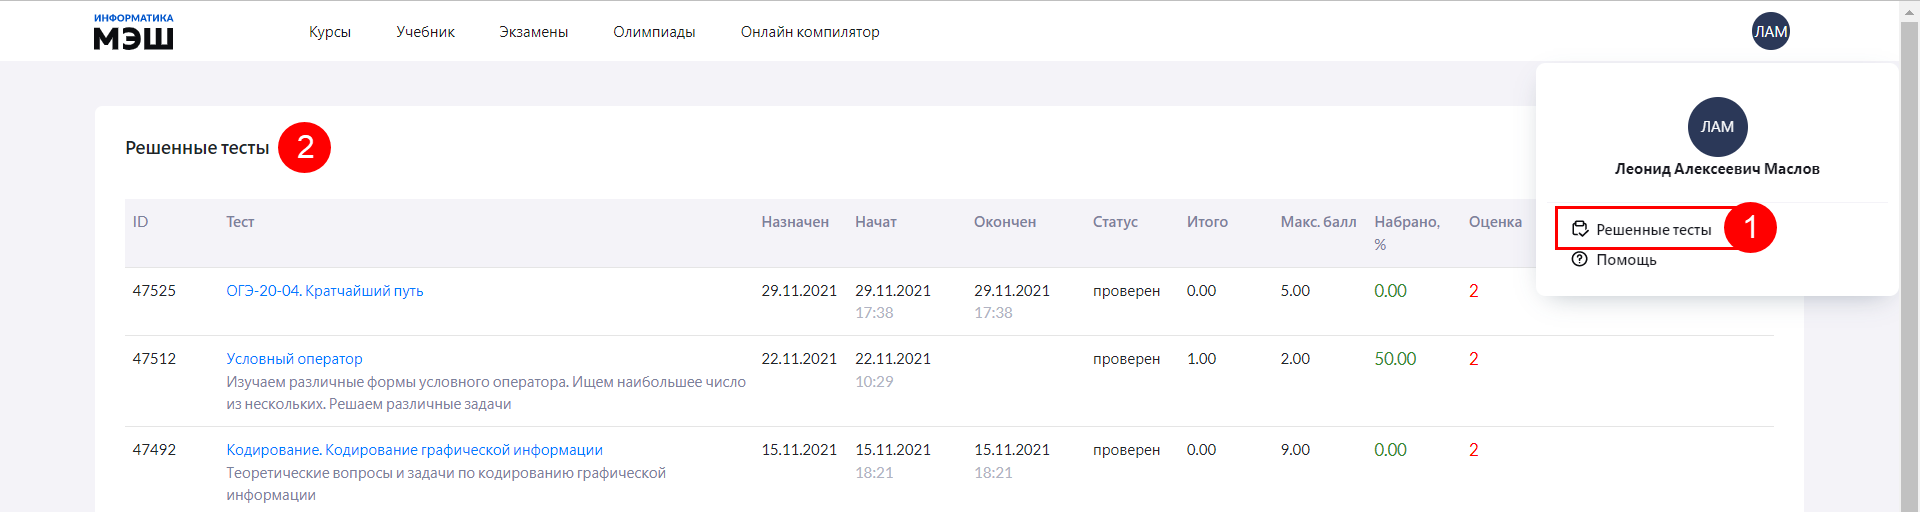 ИНФОРМАТИКА
МЭШ
Курсы Учебник Экзамены Олимпиады Онлайн компилятор ЛАМ
ЛАМ
Леонид Алексеевич Маслов
Решенные тесты 1
Помощь
Решенные тесты 2
ID Тест Назначен Начат Окончен Статус Итого Макс. балл Набрано, % Оценка
47525 ОГЭ-20-04. Кратчайший путь 29.11.2021 29.11.2021 29.11.2021 проверен 0.00 5.00 0.00 2
17:38 17:38
47512 Условный оператор 22.11.2021 22.11.2021 проверен 1.00 2.00 50.00 2
Изучаем различные формы условного оператора. Ищем наибольшее число 10:29
из нескольких. Решаем различные задачи
47492 Кодирование. Кодирование графической информации 15.11.2021 15.11.2021 15.11.2021 проверен 0.00 9.00 0.00 2
Теоретические вопросы и задачи по кодированию графической 18:21 18:21
информации